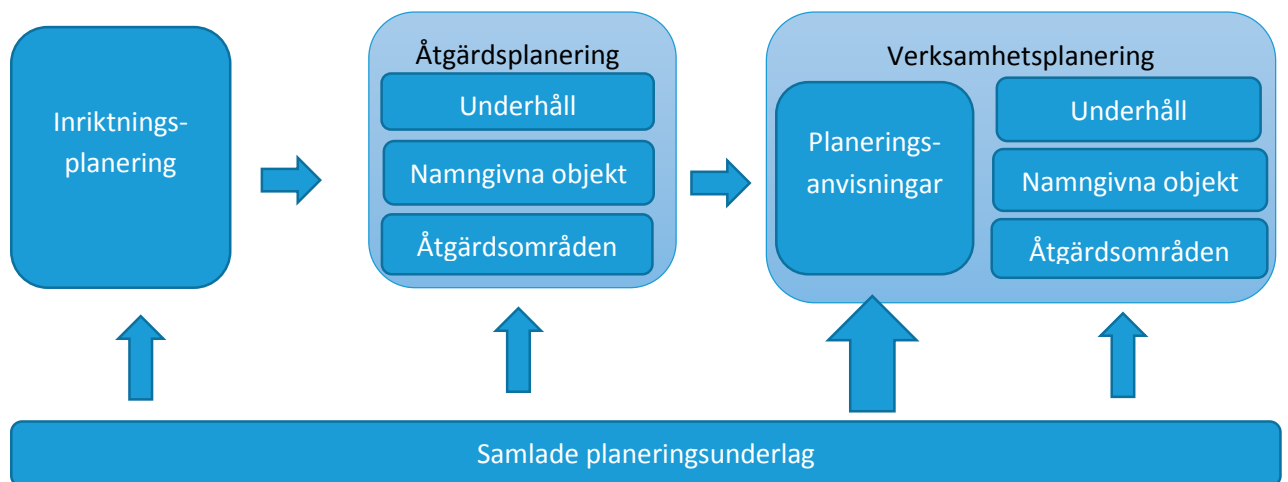 Inriktnings-
planering
Åtgärdsplanering
Underhåll
Namngivna objekt
Åtgärdsområden
Verksamhetsplanering
Planerings-
anvisningar
Underhåll
Namngivna objekt
Åtgärdsområden
Samlade planeringsunderlag